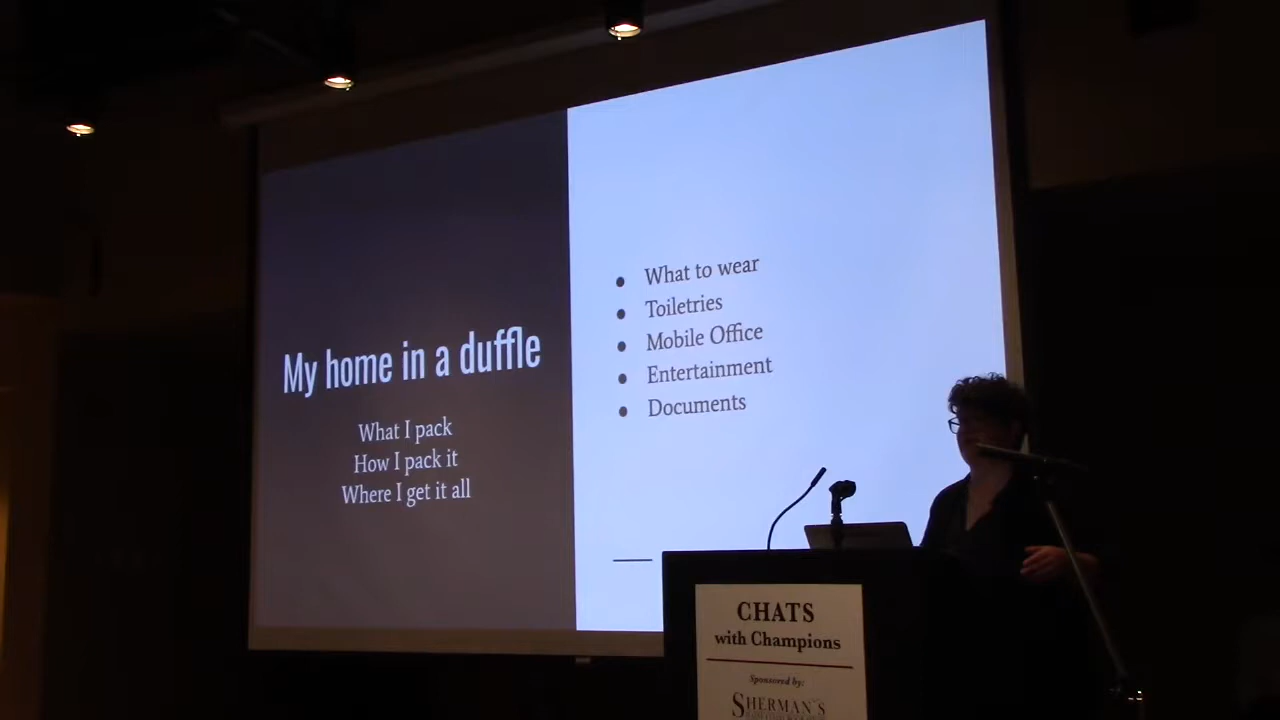 My home in a duffle
What I pack
How I pack it
Where I get it all
● What to wear
● Toiletries
● Mobile Office
● Entertainment
● Documents
CHATS
with Champions
Sponsored by:
SHERMAN'S